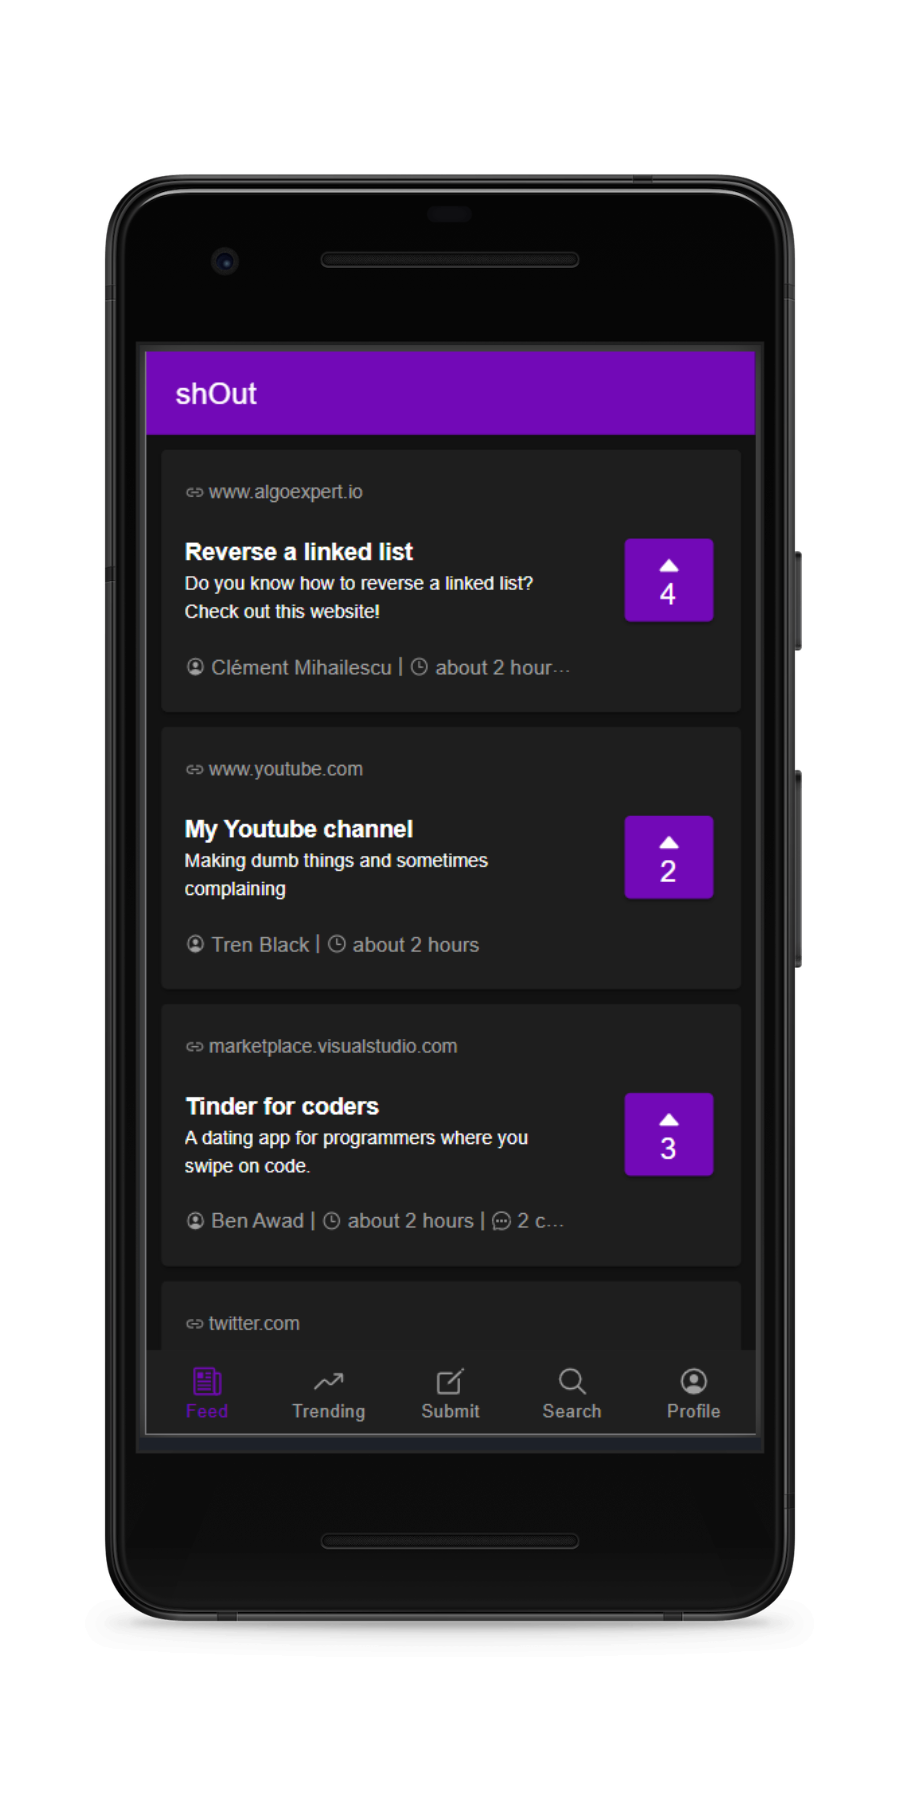 shOut
www.algoexpert.io
Reverse a linked list
Do you know how to reverse a linked list?
Check out this website!
4
Clément Mihailescu | about 2 hour...
www.youtube.com
My Youtube channel
Making dumb things and sometimes
complaining
2
Tren Black | about 2 hours
marketplace.visualstudio.com
Tinder for coders
A dating app for programmers where you
swipe on code.
3
Ben Awad | about 2 hours | 2 c...
twitter.com
Feed Trending Submit Search Profile